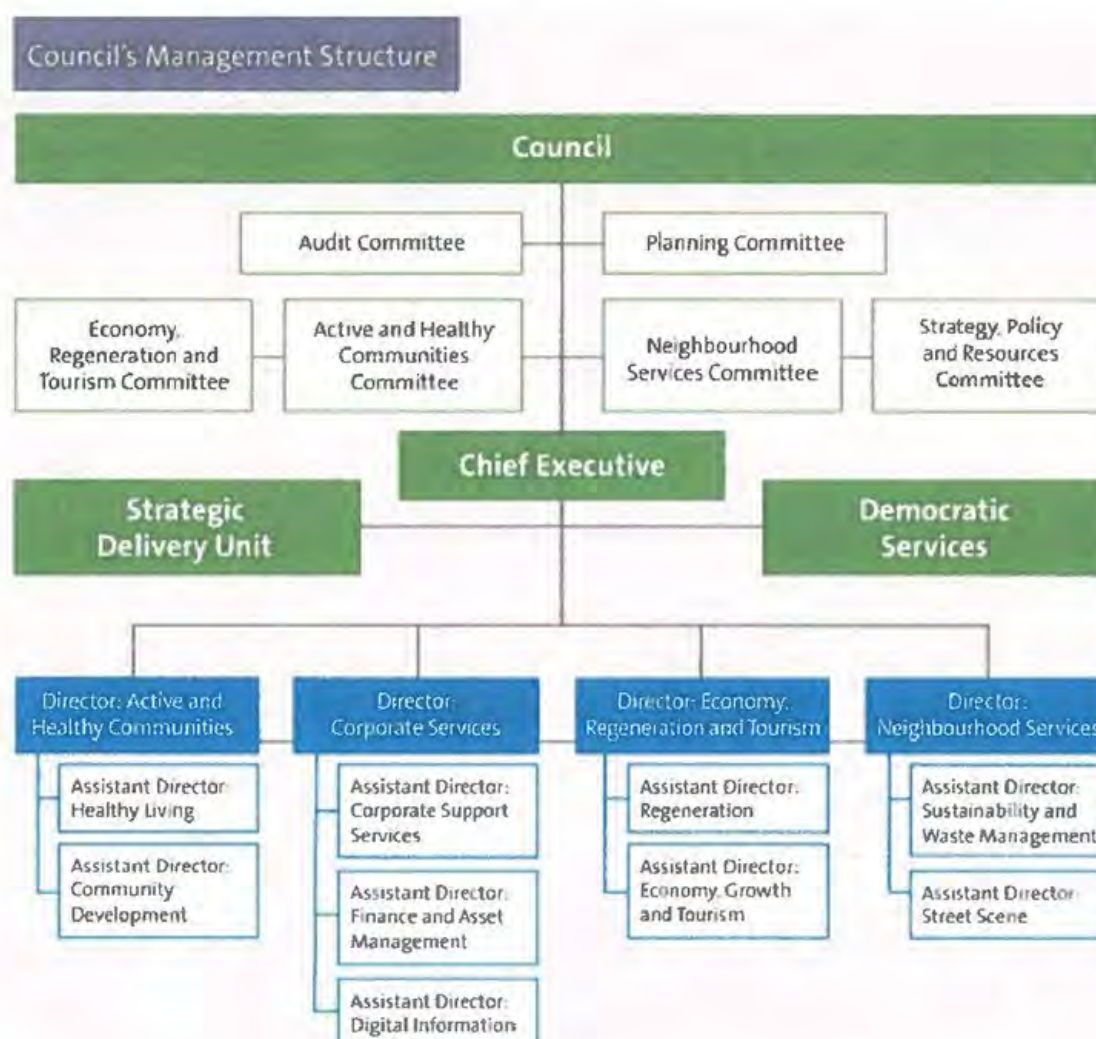 Council's Management Structure
Council
Audit Committee
Planning Committee
Economy,
Regeneration and
Tourism Committee
Active and Healthy
Communities
Committee
Neighbourhood
Services Committee
Strategy, Policy
and Resources
Committee
Chief Executive
Strategic
Delivery Unit
Democratic
Services
Director: Active and
Healthy Communities
Assistant Director:
Healthy Living
Assistant Director:
Community
Development
Director:
Corporate Services
Assistant Director:
Corporate Support
Services
Assistant Director:
Finance and Asset
Management
Assistant Director:
Digital Information
Director: Economy,
Regeneration and Tourism
Assistant Director:
Regeneration
Assistant Director:
Economy, Growth
and Tourism
Director:
Neighbourhood Services
Assistant Director:
Sustainability and
Waste Management
Assistant Director:
Street Scene